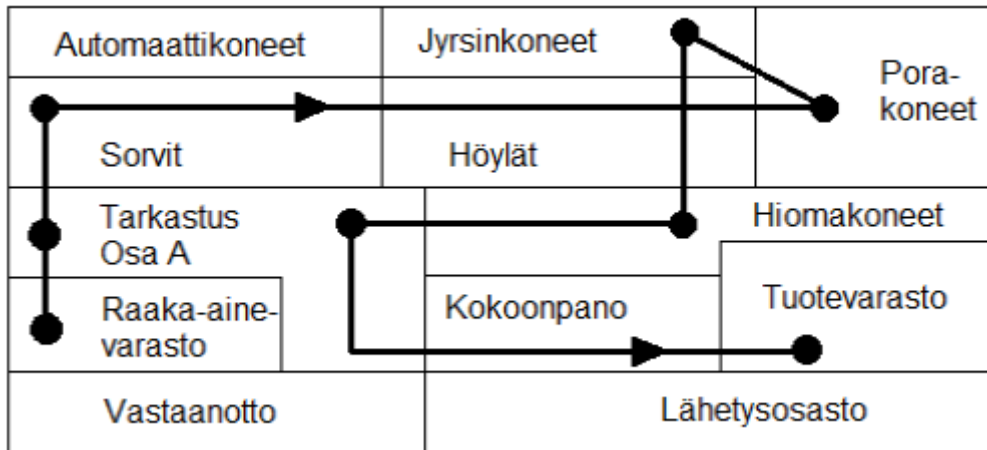 Automaattikoneet
Jyrsinkoneet
Pora-
koneet
Sorvit
Höylät
Tarkastus
Osa A
Hiomakoneet
Raaka-aine-
varasto
Kokoonpano
Tuotevarasto
Vastaanotto
Lähetysosasto